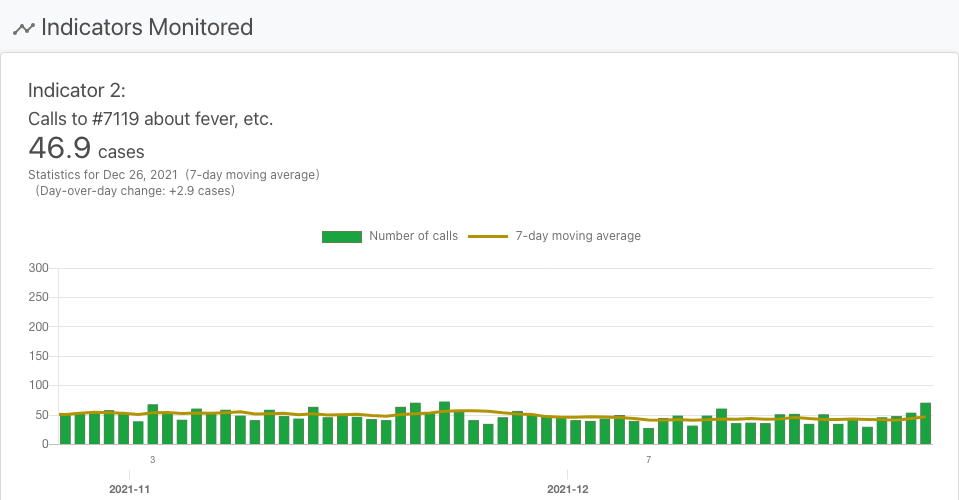 Indicators Monitored
Indicator 2:
Calls to #7119 about fever, etc.
46.9 cases
Statistics for Dec 26, 2021 (7-day moving average)
(Day-over-day change: +2.9 cases)
Number of calls 7-day moving average
300
250
200
150
100
50
0
3 7
2021-11 2021-12